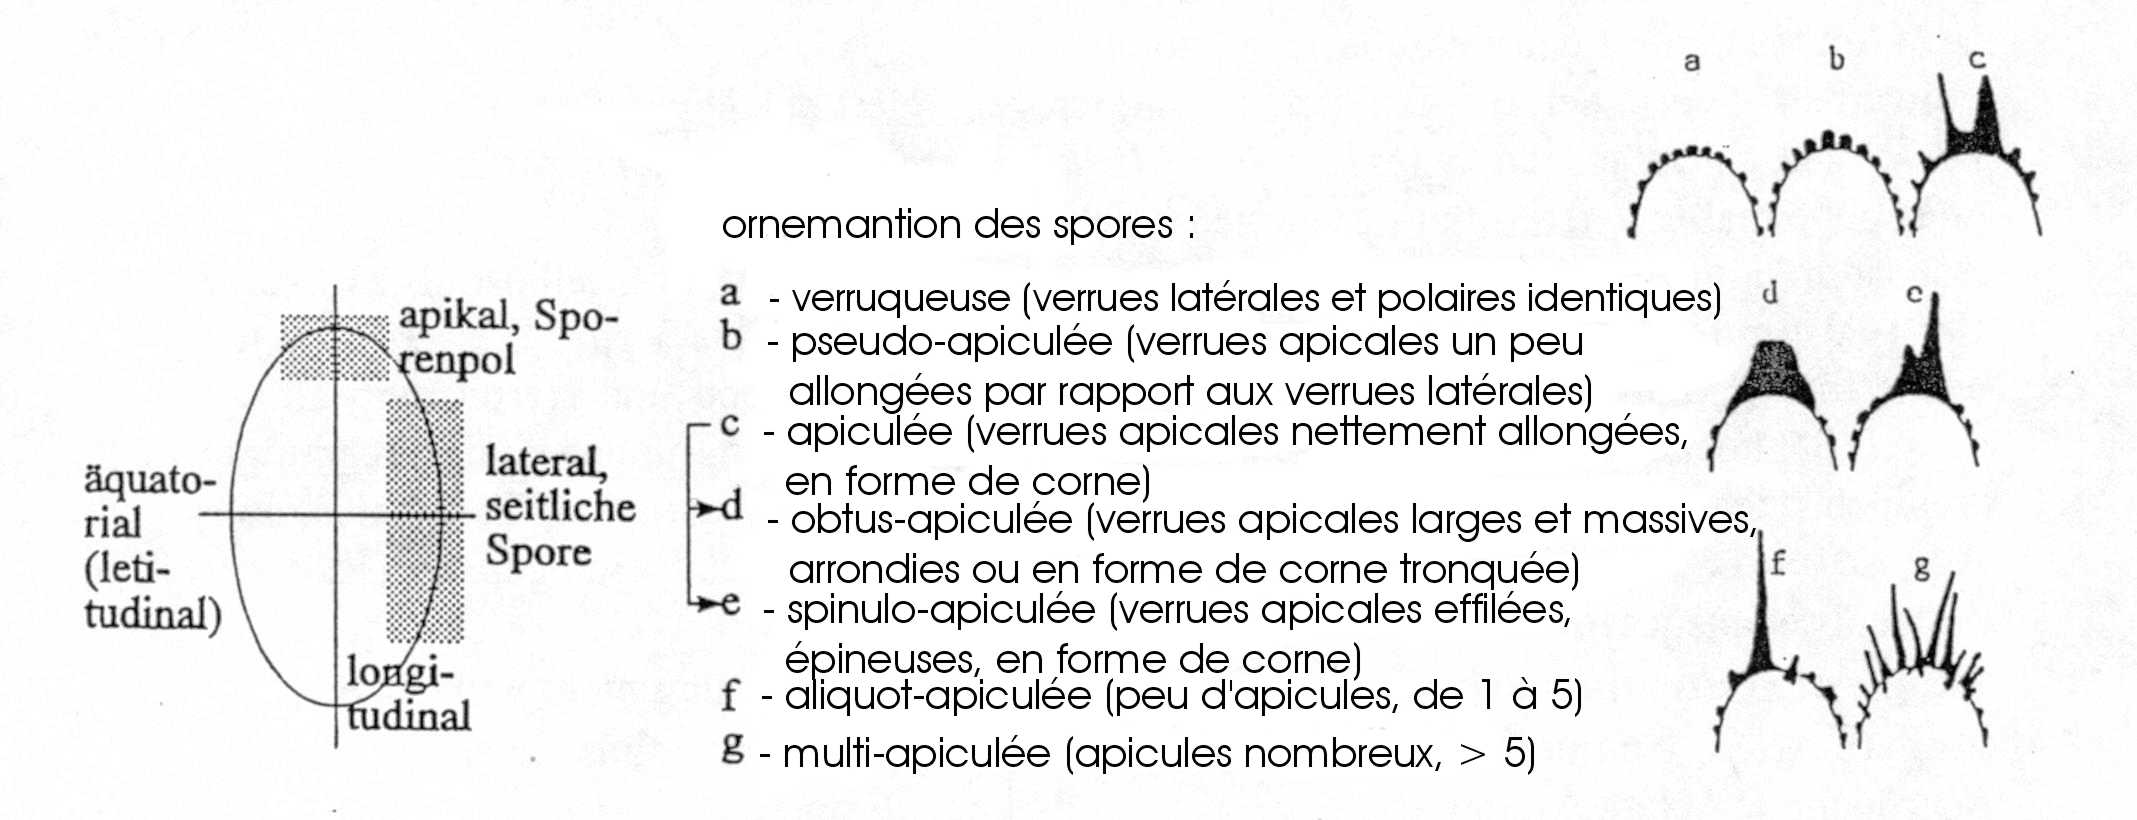 a b c
ornemantion des spores :
a - verruqueuse (verrues latérales et polaires identiques)
b - pseudo-apiculée (verrues apicales un peu
allongées par rapport aux verrues latérales)
c - apiculée (verrues apicales nettement allongées,
en forme de corne)
d - obtus-apiculée (verrues apicales larges et massives,
arrondies ou en forme de corne tronquée)
e - spinulo-apiculée (verrues apicales effilées,
épineuses, en forme de corne)
f - aliquot-apiculée (peu d'apicules, de 1 à 5)
g - multi-apiculée (apicules nombreux, > 5)
apikal, Spo-
renpol
äquato-
rial
(leti-
tudinal)
lateral,
seitliche
Spore
longi-
tudinal
d e
f g